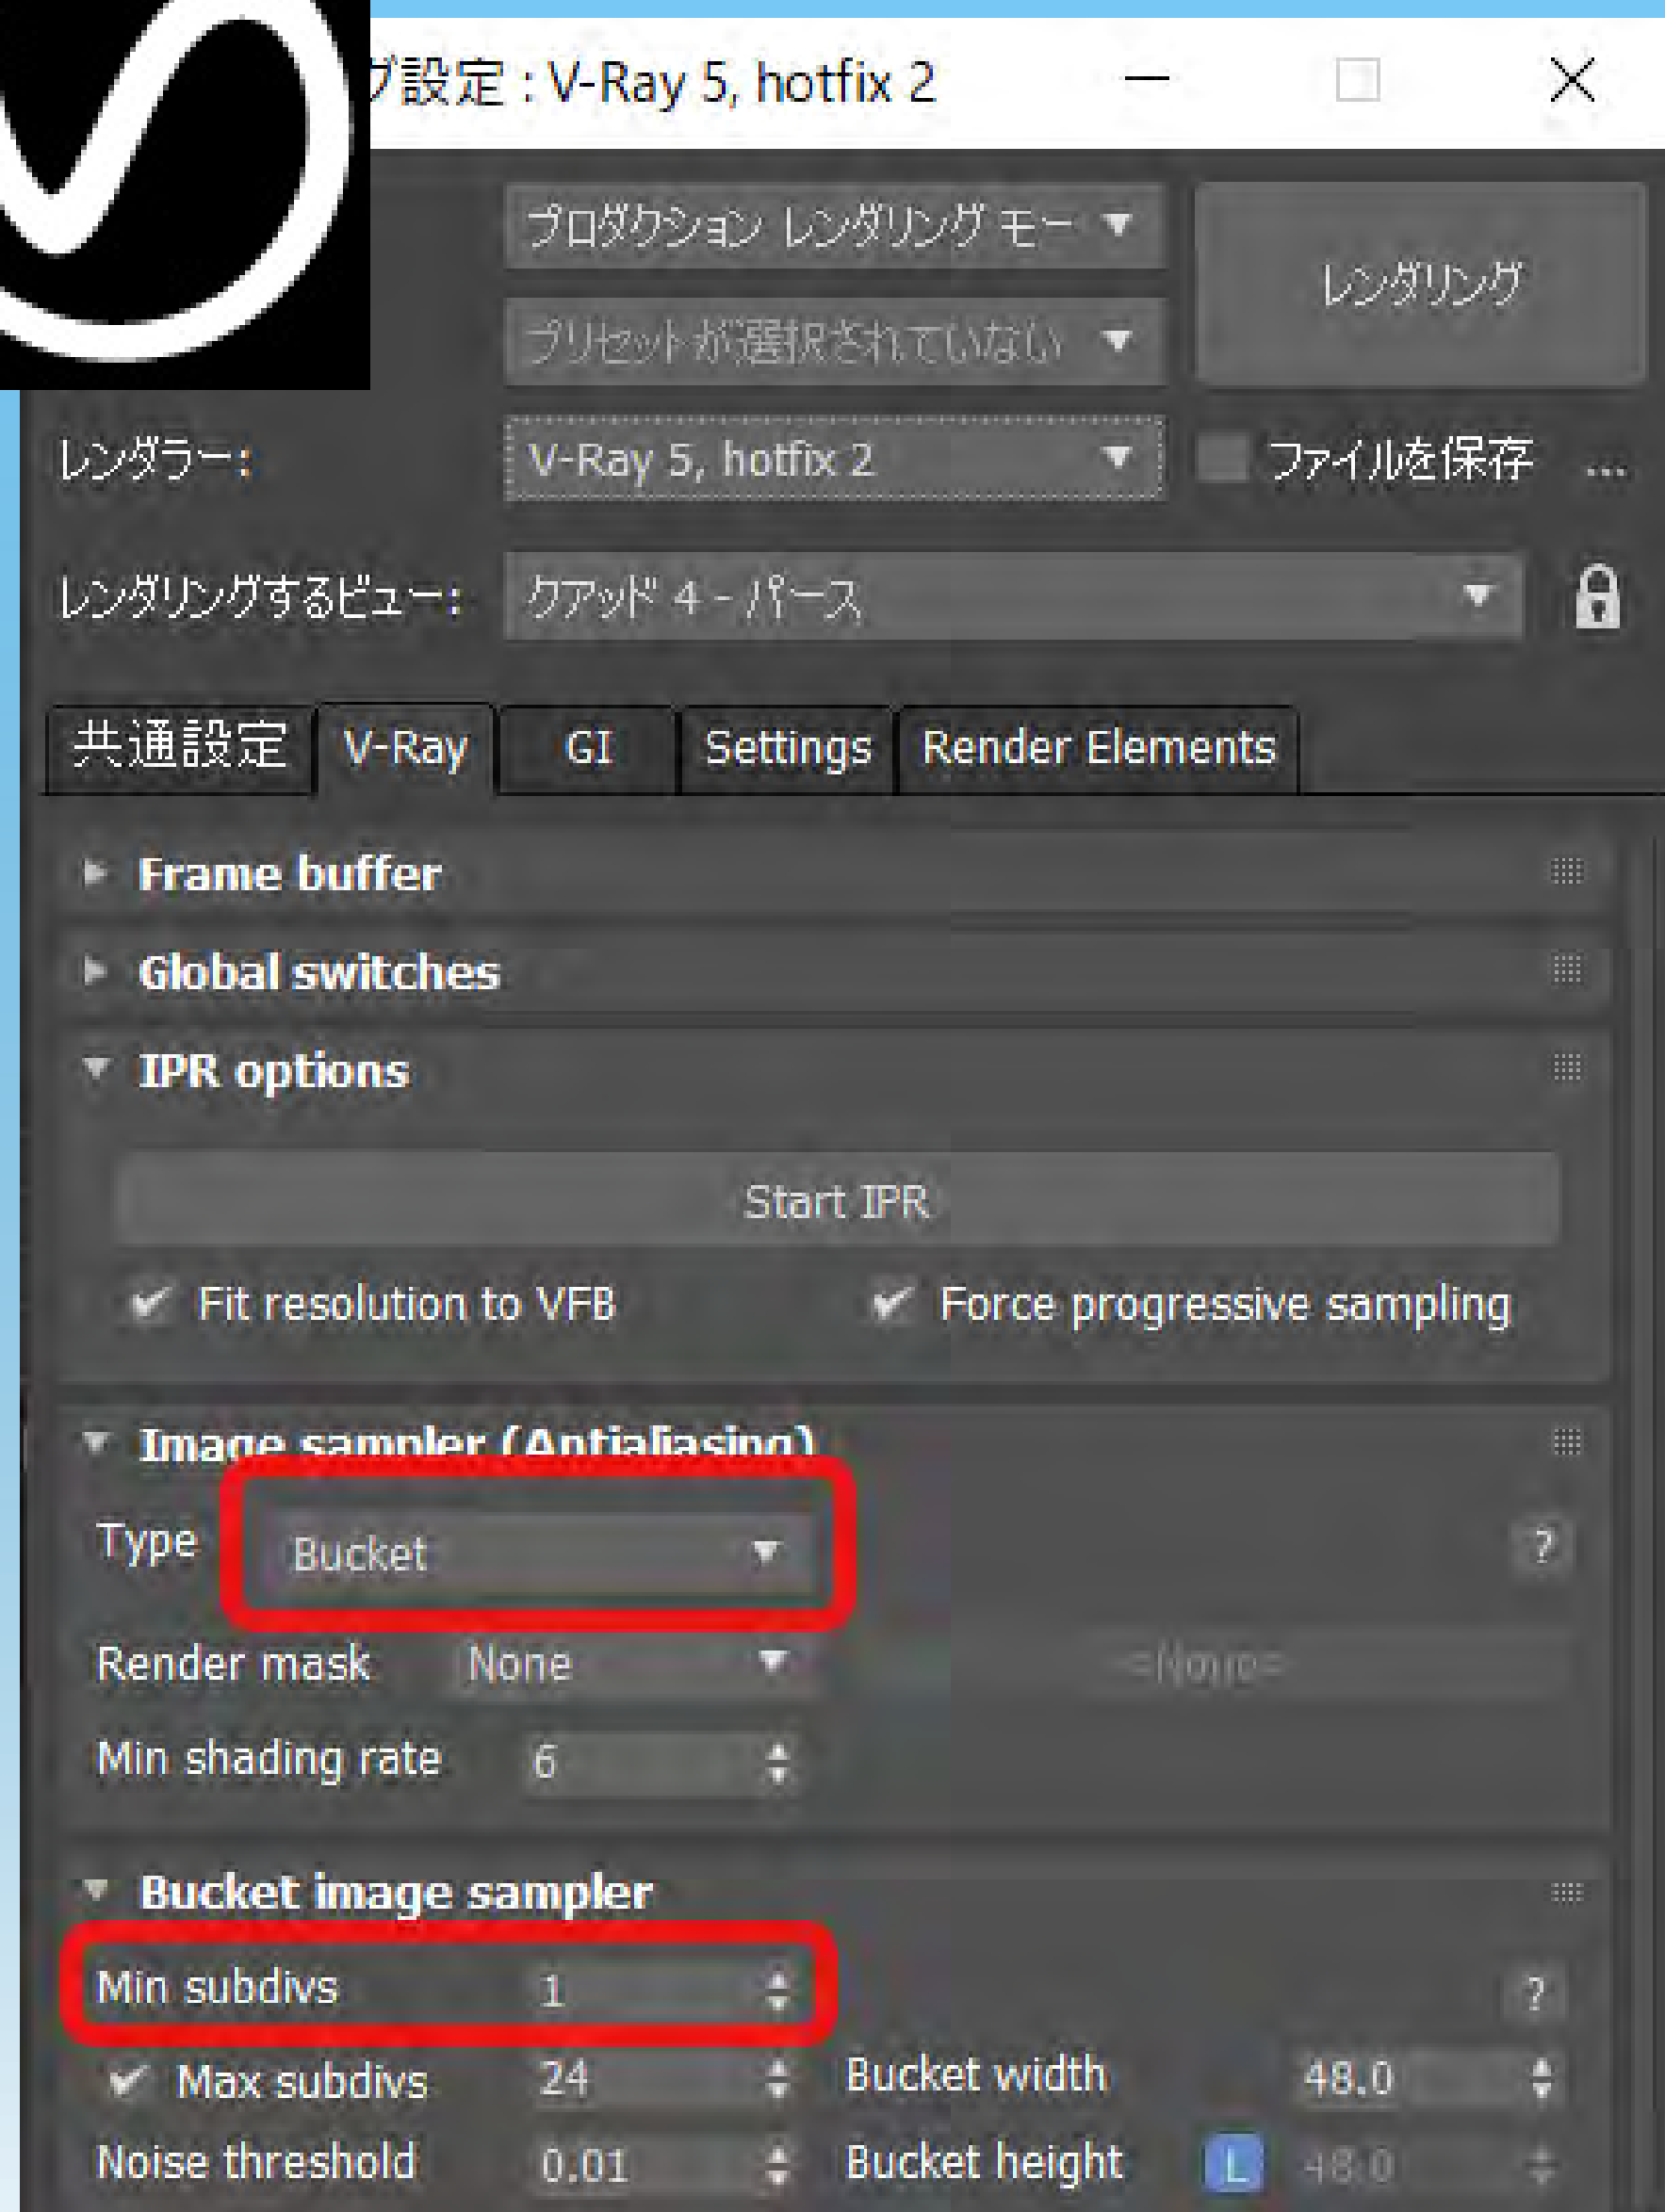 グ設定 : V-Ray 5, hotfix 2
プロダクション レンダリング モー
レンダリング
プリセットが選択されていない
レンダラー:
V-Ray 5, hotfix 2
ファイルを保存 ...
レンダリングするビュー:
クアッド 4 - パース
共通設定 V-Ray GI Settings Render Elements
Frame buffer
Global switches
IPR options
Start IPR
Fit resolution to VFB Force progressive sampling
Image sampler (Antialiasing)
Type Bucket ?
Render mask None <None>
Min shading rate 6
Bucket image sampler
Min subdivs 1 ?
Max subdivs 24 Bucket width 48.0
Noise threshold 0.01 Bucket height L 48.0